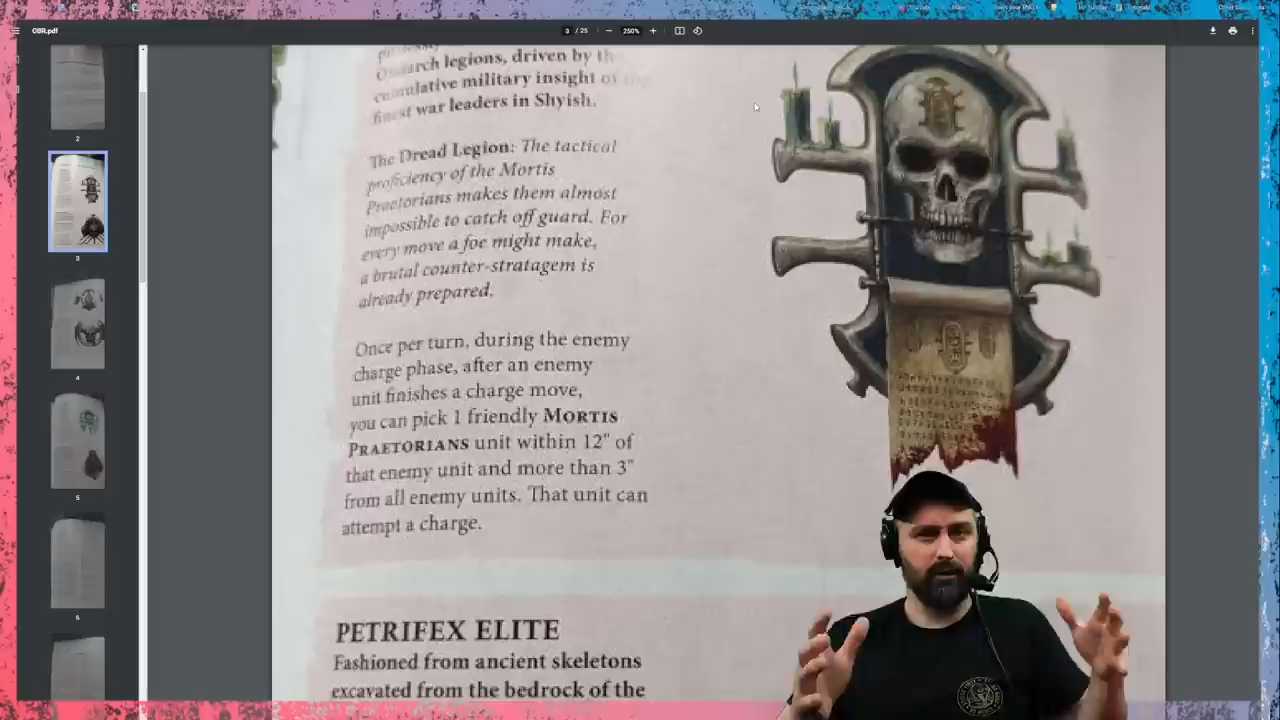 OBR.pdf
3 / 25
250%
legions, driven by the
military insight of the
finest war leaders in Shyish.
The Dread Legion: The tactical
proficiency of the Mortis
Praetorians makes them almost
impossible to catch off guard. For
every move a foe might make,
a brutal counter-stratagem is
already prepared.
Once per turn, during the enemy
charge phase, after an enemy
unit finishes a charge move,
you can pick 1 friendly MORTIS
PRAETORIANS unit within 12" of
that enemy unit and more than 3"
from all enemy units. That unit can
attempt a charge.
PETRIFEX ELITE
Fashioned from ancient skeletons
excavated from the bedrock of the
2
3
4
5
6